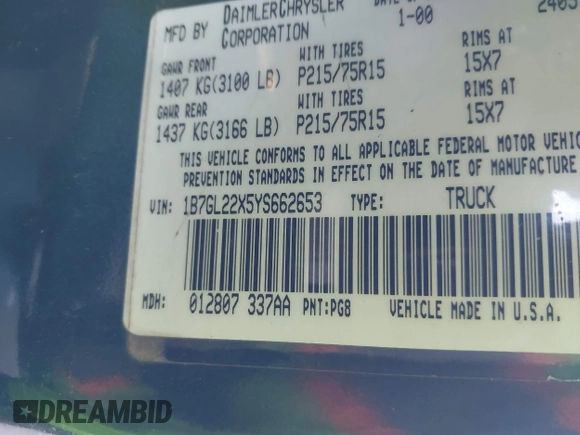 MFD BY DAIMLERCHRYSLER CORPORATION
1-00
GAWR FRONT WITH TIRES RIMS AT
1407 KG(3100 LB) P215/75R15 15X7
GAWR REAR WITH TIRES RIMS AT
1437 KG(3166 LB) P215/75R15 15X7
THIS VEHICLE CONFORMS TO ALL APPLICABLE FEDERAL MOTOR
PREVENTION STANDARDS IN EFFECT ON THE DATE OF MANUFACTURE
VIN: 1B7GL22X5YS662653 TYPE: TRUCK
MDH: 012807 337AA PNT:PG8 VEHICLE MADE IN U.S.A.
DREAMBID